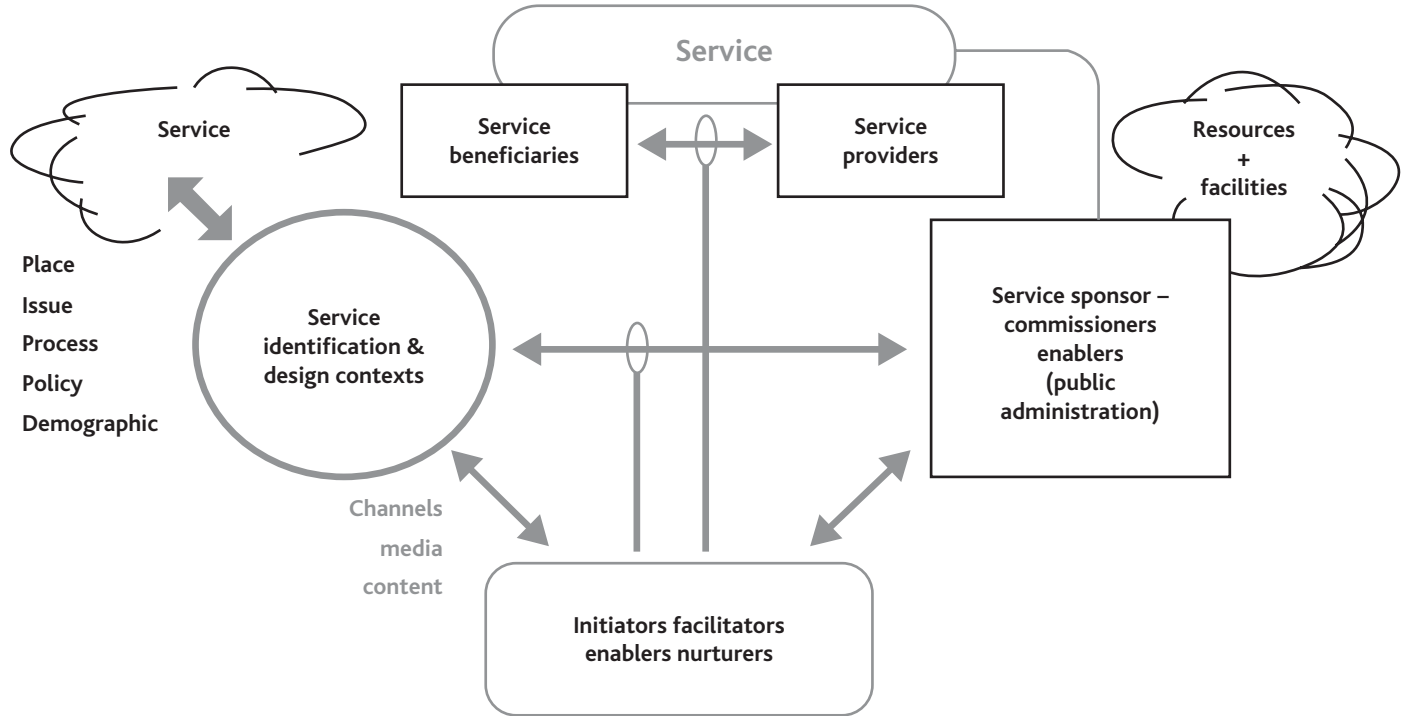 Service
Service
Service
beneficiaries
Service
providers
Resources
+
facilities
Place
Issue
Process
Policy
Demographic
Service
identification &
design contexts
Service sponsor –
commissioners
enablers
(public
administration)
Channels
media
content
Initiators facilitators
enablers nurturers